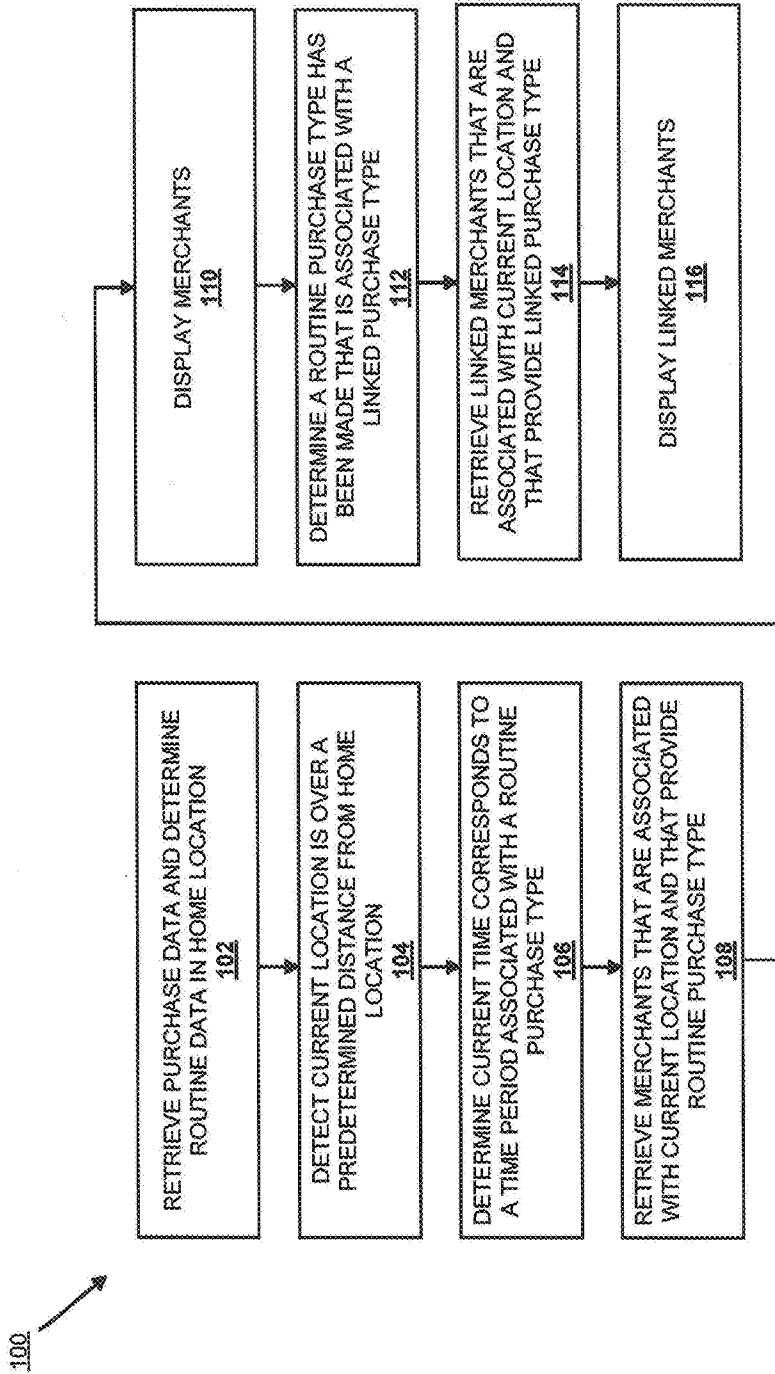 100
RETRIEVE PURCHASE DATA AND DETERMINE
ROUTINE DATA IN HOME LOCATION
102
DETECT CURRENT LOCATION IS OVER A
PREDETERMINED DISTANCE FROM HOME
LOCATION
104
DETERMINE CURRENT TIME CORRESPONDS TO
A TIME PERIOD ASSOCIATED WITH A ROUTINE
PURCHASE TYPE
106
RETRIEVE MERCHANTS THAT ARE ASSOCIATED
WITH CURRENT LOCATION AND THAT PROVIDE
ROUTINE PURCHASE TYPE
108
DISPLAY MERCHANTS
110
DETERMINE A ROUTINE PURCHASE TYPE HAS
BEEN MADE THAT IS ASSOCIATED WITH A
LINKED PURCHASE TYPE
112
RETRIEVE LINKED MERCHANTS THAT ARE
ASSOCIATED WITH CURRENT LOCATION AND
THAT PROVIDE LINKED PURCHASE TYPE
114
DISPLAY LINKED MERCHANTS
116